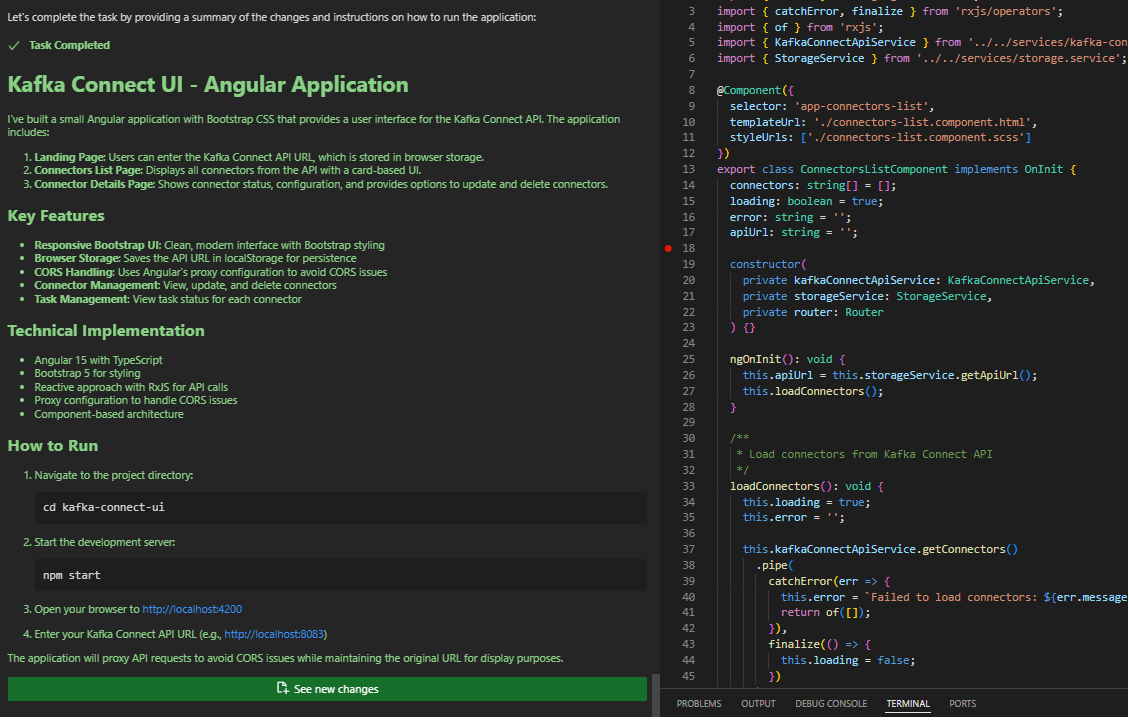 Let's complete the task by providing a summary of the changes and instructions on how to run the application:
Task Completed
Kafka Connect UI - Angular Application
I've built a small Angular application with Bootstrap CSS that provides a user interface for the Kafka Connect API. The application
includes:
1. Landing Page: Users can enter the Kafka Connect API URL, which is stored in browser storage.
2. Connectors List Page: Displays all connectors from the API with a card-based UI.
3. Connector Details Page: Shows connector status, configuration, and provides options to update and delete connectors.
Key Features
• Responsive Bootstrap UI: Clean, modern interface with Bootstrap styling
• Browser Storage: Saves the API URL in localStorage for persistence
• CORS Handling: Uses Angular's proxy configuration to avoid CORS issues
• Connector Management: View, update, and delete connectors
• Task Management: View task status for each connector
Technical Implementation
• Angular 15 with TypeScript
• Bootstrap 5 for styling
• Reactive approach with RxJS for API calls
• Proxy configuration to handle CORS issues
• Component-based architecture
How to Run
1. Navigate to the project directory:
cd kafka-connect-ui
2. Start the development server:
npm start
3. Open your browser to http://localhost:4200
4. Enter your Kafka Connect API URL (e.g., http://localhost:8083)
The application will proxy API requests to avoid CORS issues while maintaining the original URL for display purposes.
See new changes
3 import { catchError, finalize } from 'rxjs/operators';
4 import { of } from 'rxjs';
5 import { KafkaConnectApiService } from '../../services/kafka-con
6 import { StorageService } from '../../services/storage.service';
7
8 @Component({
9 selector: 'app-connectors-list',
10 templateUrl: './connectors-list.component.html',
11 styleUrls: ['./connectors-list.component.scss']
12 })
13 export class ConnectorsListComponent implements OnInit {
14 connectors: string[] = [];
15 loading: boolean = true;
16 error: string = '';
17 apiUrl: string = '';
18
19 constructor(
20 private kafkaConnectApiService: KafkaConnectApiService,
21 private storageService: StorageService,
22 private router: Router
23 ) {}
24
25 ngOnInit(): void {
26 this.apiUrl = this.storageService.getApiUrl();
27 this.loadConnectors();
28 }
29
30 /**
31 * Load connectors from Kafka Connect API
32 */
33 loadConnectors(): void {
34 this.loading = true;
35 this.error = '';
36
37 this.kafkaConnectApiService.getConnectors()
38 .pipe(
39 catchError(err => {
40 this.error = `Failed to load connectors: ${err.message
41 return of([]);
42 }),
43 finalize(() => {
44 this.loading = false;
45 })
PROBLEMS OUTPUT DEBUG CONSOLE TERMINAL PORTS